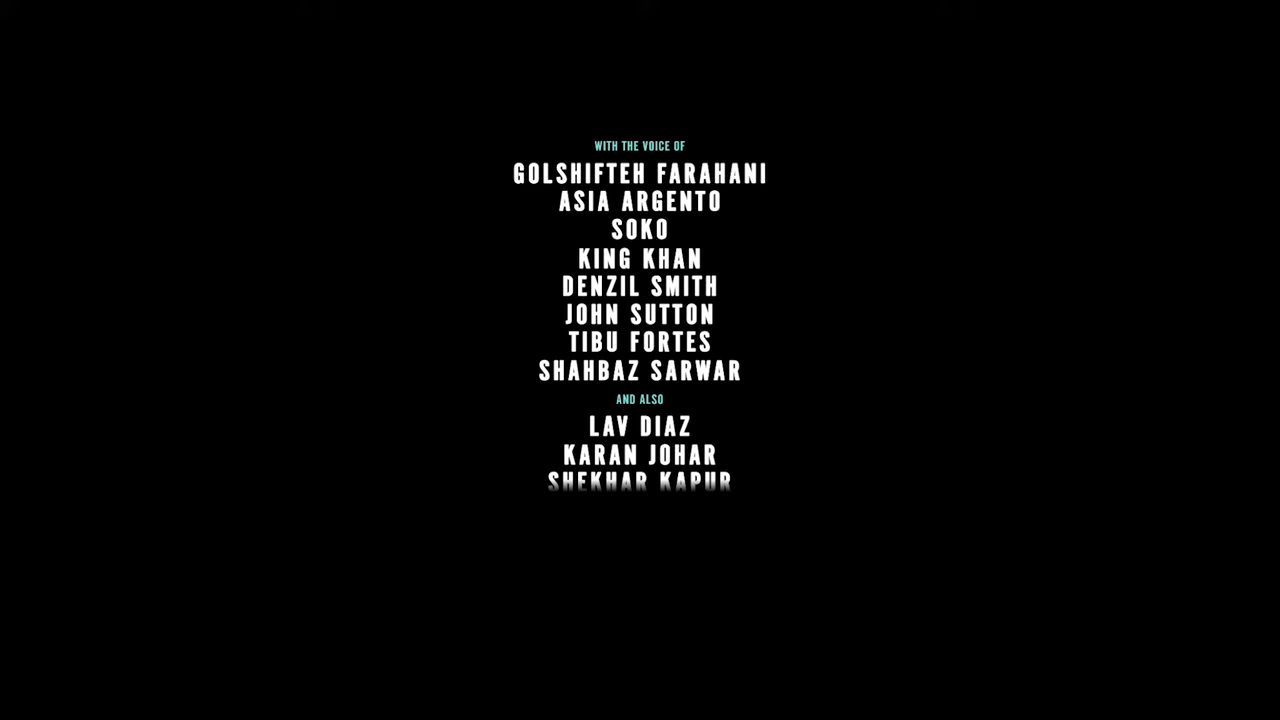 WITH THE VOICE OF
GOLSHIFTEH FARAHANI
ASIA ARGENTO
SOKO
KING KHAN
DENZIL SMITH
JOHN SUTTON
TIBU FORTES
SHAHBAZ SARWAR
AND ALSO
LAV DIAZ
KARAN JOHAR
SHEKHAR KAPUR